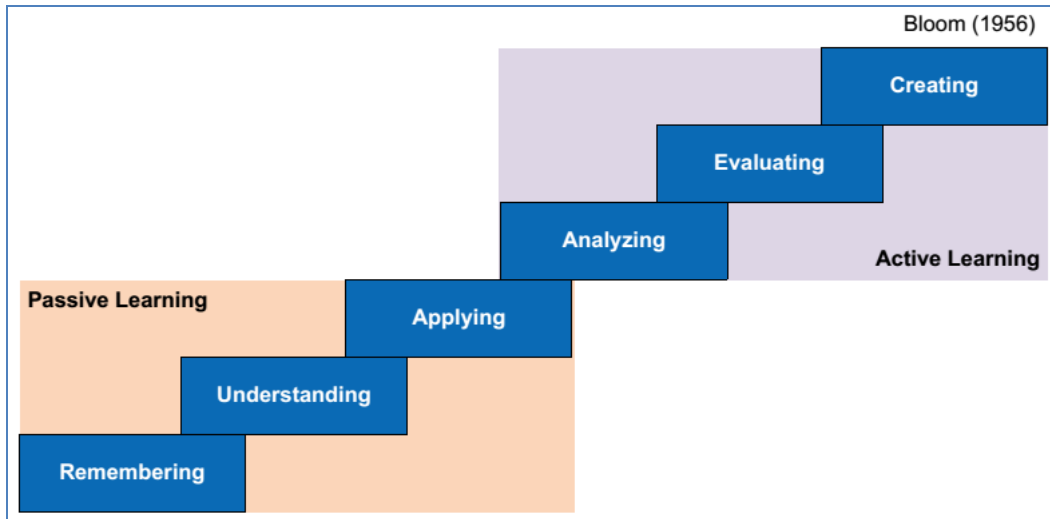 Bloom (1956)
Creating
Evaluating
Analyzing
Active Learning
Passive Learning
Applying
Understanding
Remembering